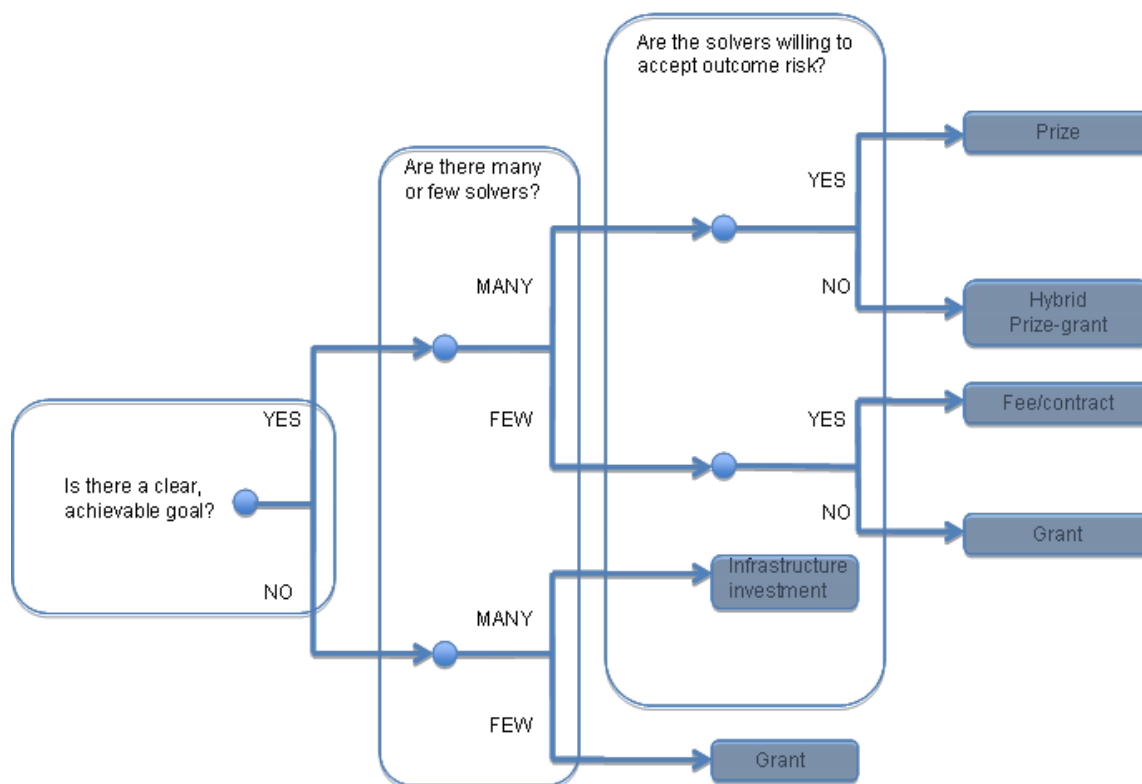 Are the solvers willing to
accept outcome risk?
Prize
Are there many
or few solvers?
YES
MANY
NO
Hybrid
Prize-grant
YES
FEW
YES
Fee/contract
Is there a clear,
achievable goal?
NO
Grant
NO
MANY
Infrastructure
investment
FEW
Grant